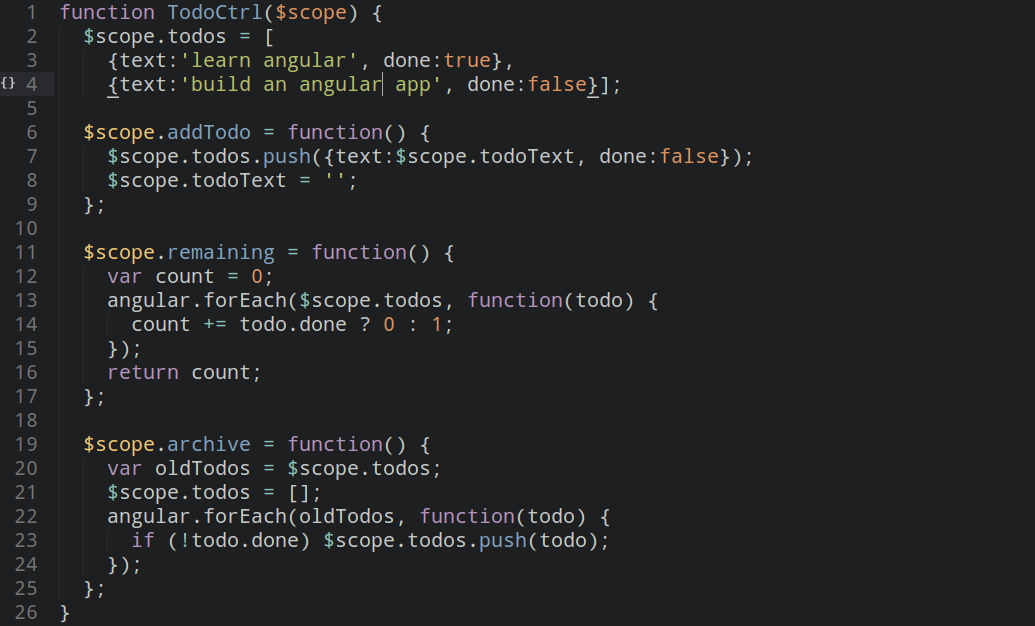 1 function TodoCtrl($scope) {
2   $scope.todos = [
3     {text:'learn angular', done:true},
{} 4     {text:'build an angular app', done:false}];
5
6   $scope.addTodo = function() {
7     $scope.todos.push({text:$scope.todoText, done:false});
8     $scope.todoText = '';
9   };
10
11   $scope.remaining = function() {
12     var count = 0;
13     angular.forEach($scope.todos, function(todo) {
14       count += todo.done ? 0 : 1;
15     });
16     return count;
17   };
18
19   $scope.archive = function() {
20     var oldTodos = $scope.todos;
21     $scope.todos = [];
22     angular.forEach(oldTodos, function(todo) {
23       if (!todo.done) $scope.todos.push(todo);
24     });
25   };
26 }